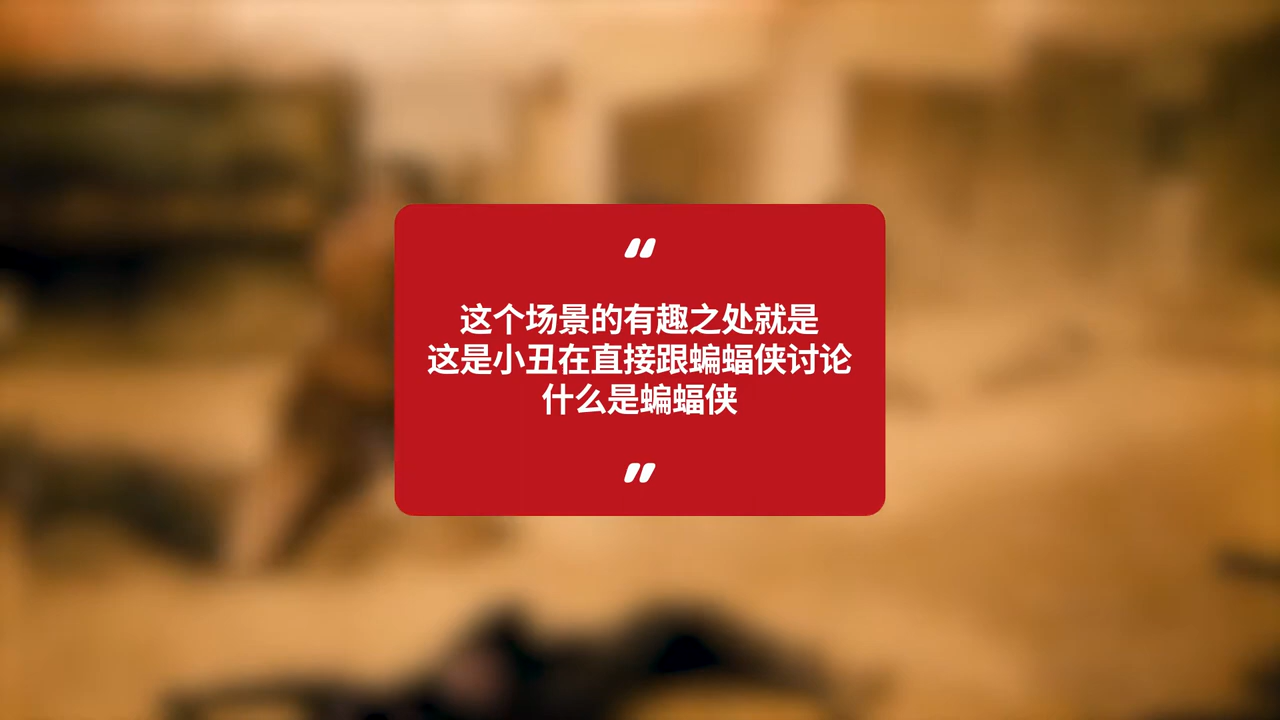 〃
这个场景的有趣之处就是
这是小丑在直接跟蝙蝠侠讨论
什么是蝙蝠侠
〃